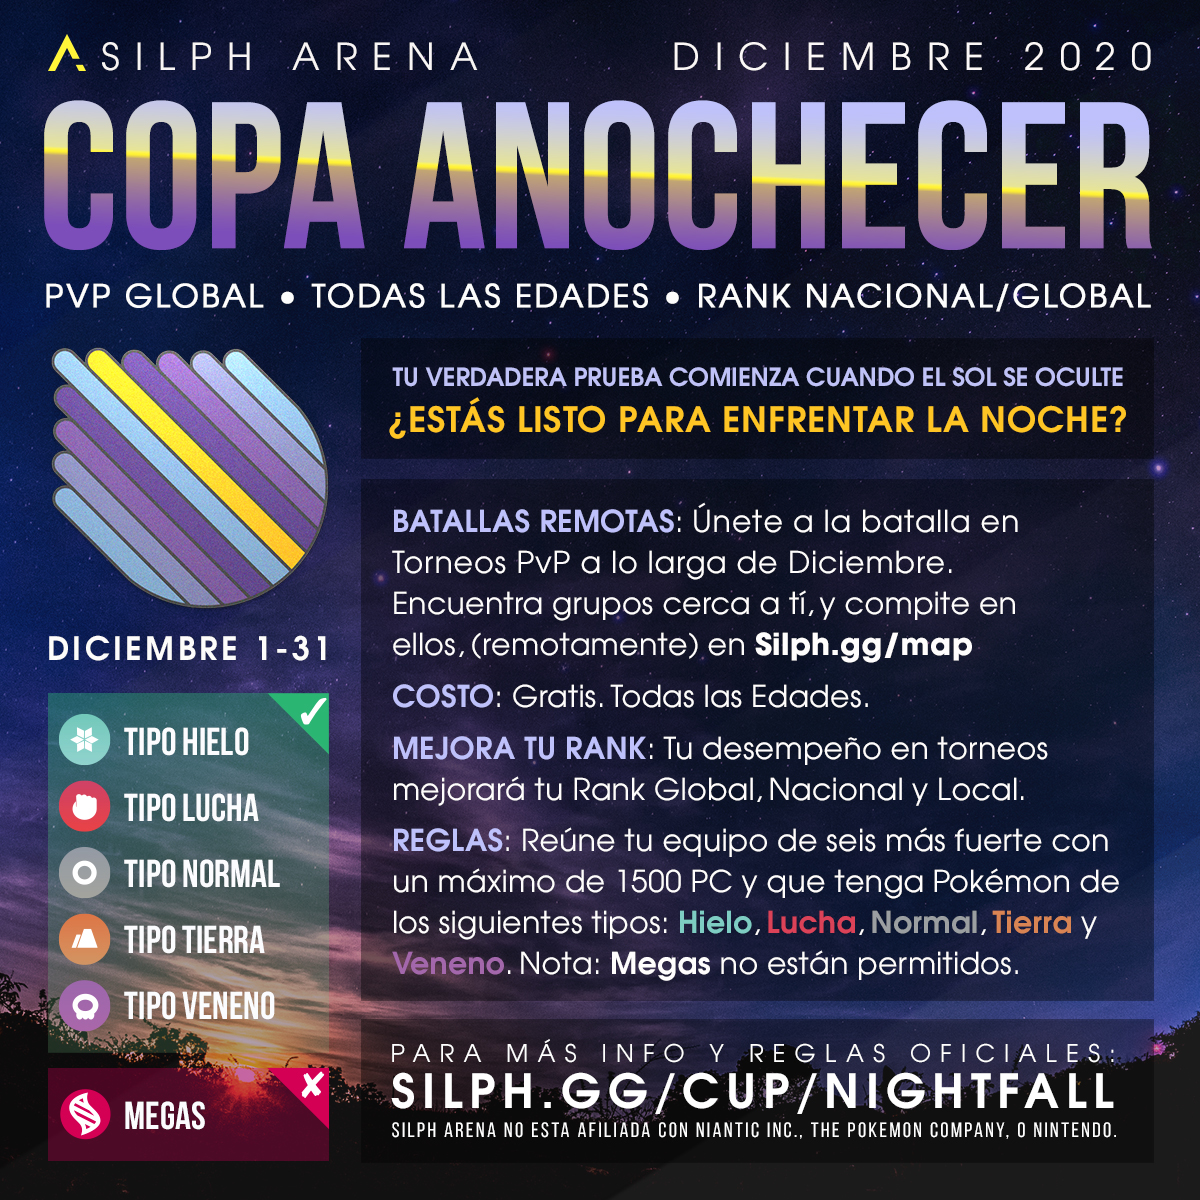 SILPH ARENA
DICIEMBRE 2020
COPA ANOCHECER
PVP GLOBAL • TODAS LAS EDADES • RANK NACIONAL/GLOBAL
TU VERDADERA PRUEBA COMIENZA CUANDO EL SOL SE OCULTE
¿ESTÁS LISTO PARA ENFRENTAR LA NOCHE?
DICIEMBRE 1-31
TIPO HIELO
TIPO LUCHA
TIPO NORMAL
TIPO TIERRA
TIPO VENENO
MEGAS
BATALLAS REMOTAS: Únete a la batalla en
Torneos PvP a lo larga de Diciembre.
Encuentra grupos cerca a tí, y compite en
ellos, (remotamente) en Silph.gg/map
COSTO: Gratis. Todas las Edades.
MEJORA TU RANK: Tu desempeño en torneos
mejorará tu Rank Global, Nacional y Local.
REGLAS: Reúne tu equipo de seis más fuerte con
un máximo de 1500 PC y que tenga Pokémon de
los siguientes tipos: Hielo, Lucha, Normal, Tierra y
Veneno. Nota: Megas no están permitidos.
PARA MÁS INFO Y REGLAS OFICIALES:
SILPH.GG/CUP/NIGHTFALL
SILPH ARENA NO ESTA AFILIADA CON NIANTIC INC., THE POKEMON COMPANY, O NINTENDO.